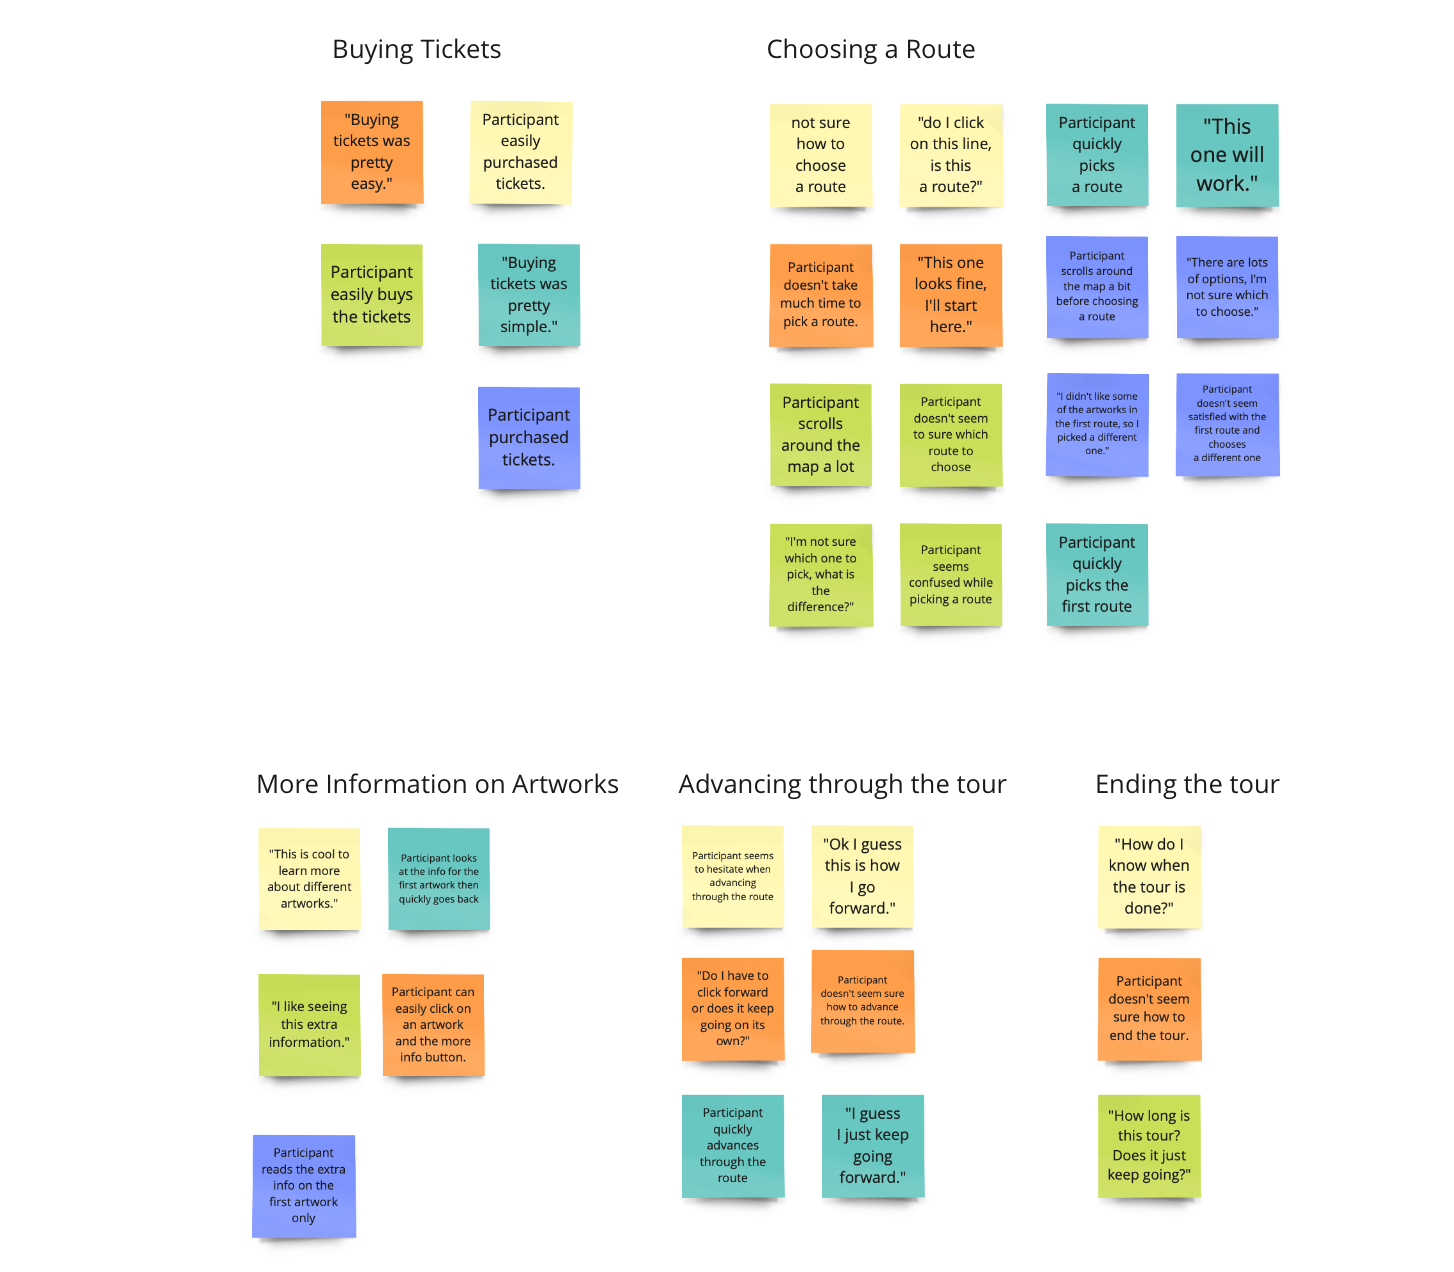 Buying Tickets
"Buying
tickets was
pretty
easy."
Participant
easily
purchased
tickets.
Participant
easily buys
the tickets
"Buying
tickets was
pretty
simple."
Participant
purchased
tickets.
Choosing a Route
not sure
how to
choose
a route
"do I click
on this line,
is this
a route?"
Participant
quickly
picks
a route
"This
one will
work."
Participant
doesn't take
much time to
pick a route.
"This one
looks fine,
I'll start
here."
Participant
scrolls around
the map a bit
before choosing
a route
"There are lots
of options, I'm
not sure which
to choose."
Participant
scrolls
around the
map a lot
Participant
doesn't seem
to sure which
route to
choose
"I didn't like some
of the artworks in
the first route, so I
picked a different
one."
Participant
doesn't seem
satisfied with the
first route and
chooses
a different one
"I'm not sure
which one to
pick, what is
the
difference?"
Participant
seems
confused while
picking a route
Participant
quickly
picks the
first route
More Information on Artworks
"This is cool to
learn more
about different
artworks."
Participant looks
at the info for the
first artwork then
quickly goes back
"I like seeing
this extra
information."
Participant can
easily click on
an artwork
and the more
info button.
Participant
reads the extra
info on the
first artwork
only
Advancing through the tour
Participant seems
to hesitate when
advancing
through the route
"Ok I guess
this is how
I go
forward."
"Do I have to
click forward
or does it keep
going on its
own?"
Participant
doesn't seem sure
how to advance
through the route.
Participant
quickly
advances
through the
route
"I guess
I just keep
going
forward."
Ending the tour
"How do I
know when
the tour is
done?"
Participant
doesn't seem
sure how to
end the tour.
"How long is
this tour?
Does it just
keep going?"